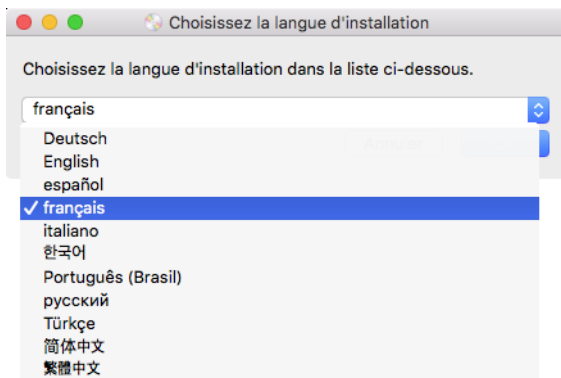 Choisissez la langue d'installation
Choisissez la langue d'installation dans la liste ci-dessous.
français
Deutsch
English
español
✓ français
italiano
한국어
Português (Brasil)
русский
Türkçe
简体中文
繁體中文